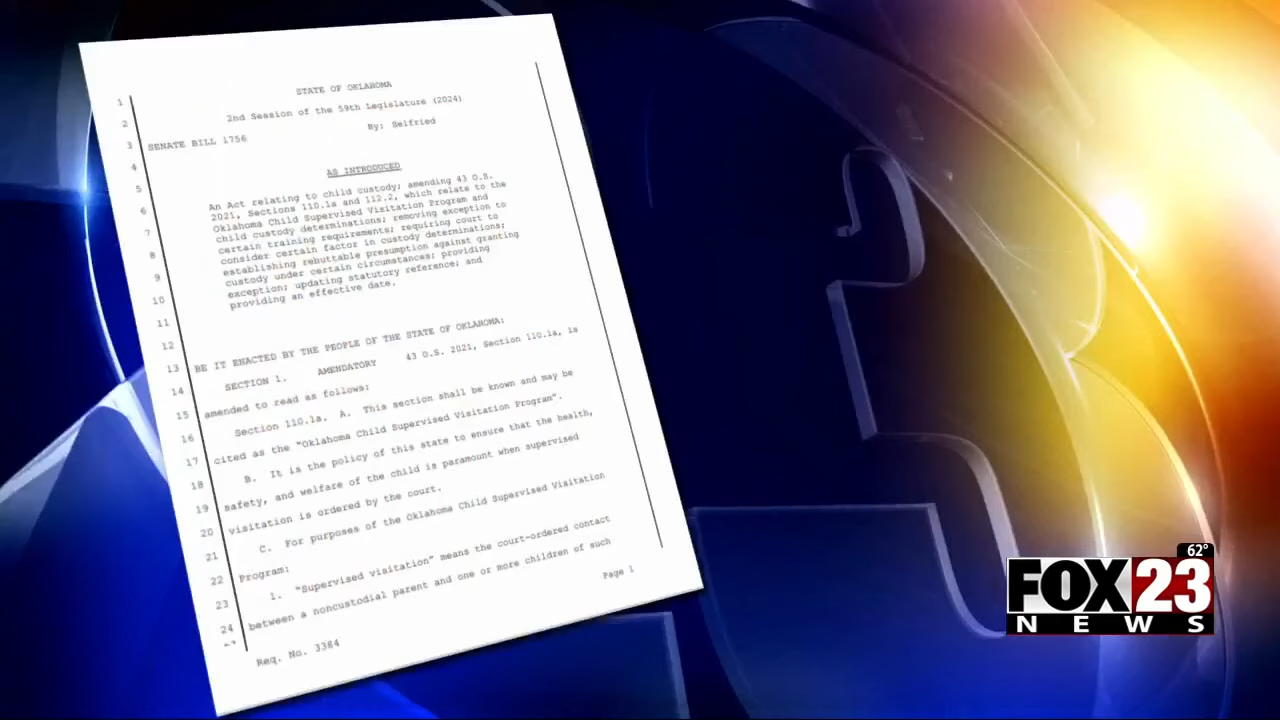 STATE OF OKLAHOMA
1
2nd Session of the 59th Legislature (2024)
2
3 SENATE BILL 1756 By: Seifried
4
AS INTRODUCED
5
An Act relating to child custody; amending 43 O.S.
6 2021, Sections 110.1a and 112.2, which relate to the
Oklahoma Child Supervised Visitation Program and
7 child custody determinations; removing exception to
certain training requirements; requiring court to
8 consider certain factor in custody determinations;
establishing rebuttable presumption against granting
9 custody under certain circumstances; providing
exception; updating statutory reference; and
10 providing an effective date.
11
12
13 BE IT ENACTED BY THE PEOPLE OF THE STATE OF OKLAHOMA:
14 SECTION 1. AMENDATORY 43 O.S. 2021, Section 110.1a, is
15 amended to read as follows:
16 Section 110.1a. A. This section shall be known and may be
17 cited as the "Oklahoma Child Supervised Visitation Program".
18 B. It is the policy of this state to ensure that the health,
19 safety, and welfare of the child is paramount when supervised
20 visitation is ordered by the court.
21 C. For purposes of the Oklahoma Child Supervised Visitation
22 Program:
23 1. "Supervised visitation" means the court-ordered contact
24 between a noncustodial parent and one or more children of such
Req. No. 3384 Page 1
62°
FOX 23
NEWS